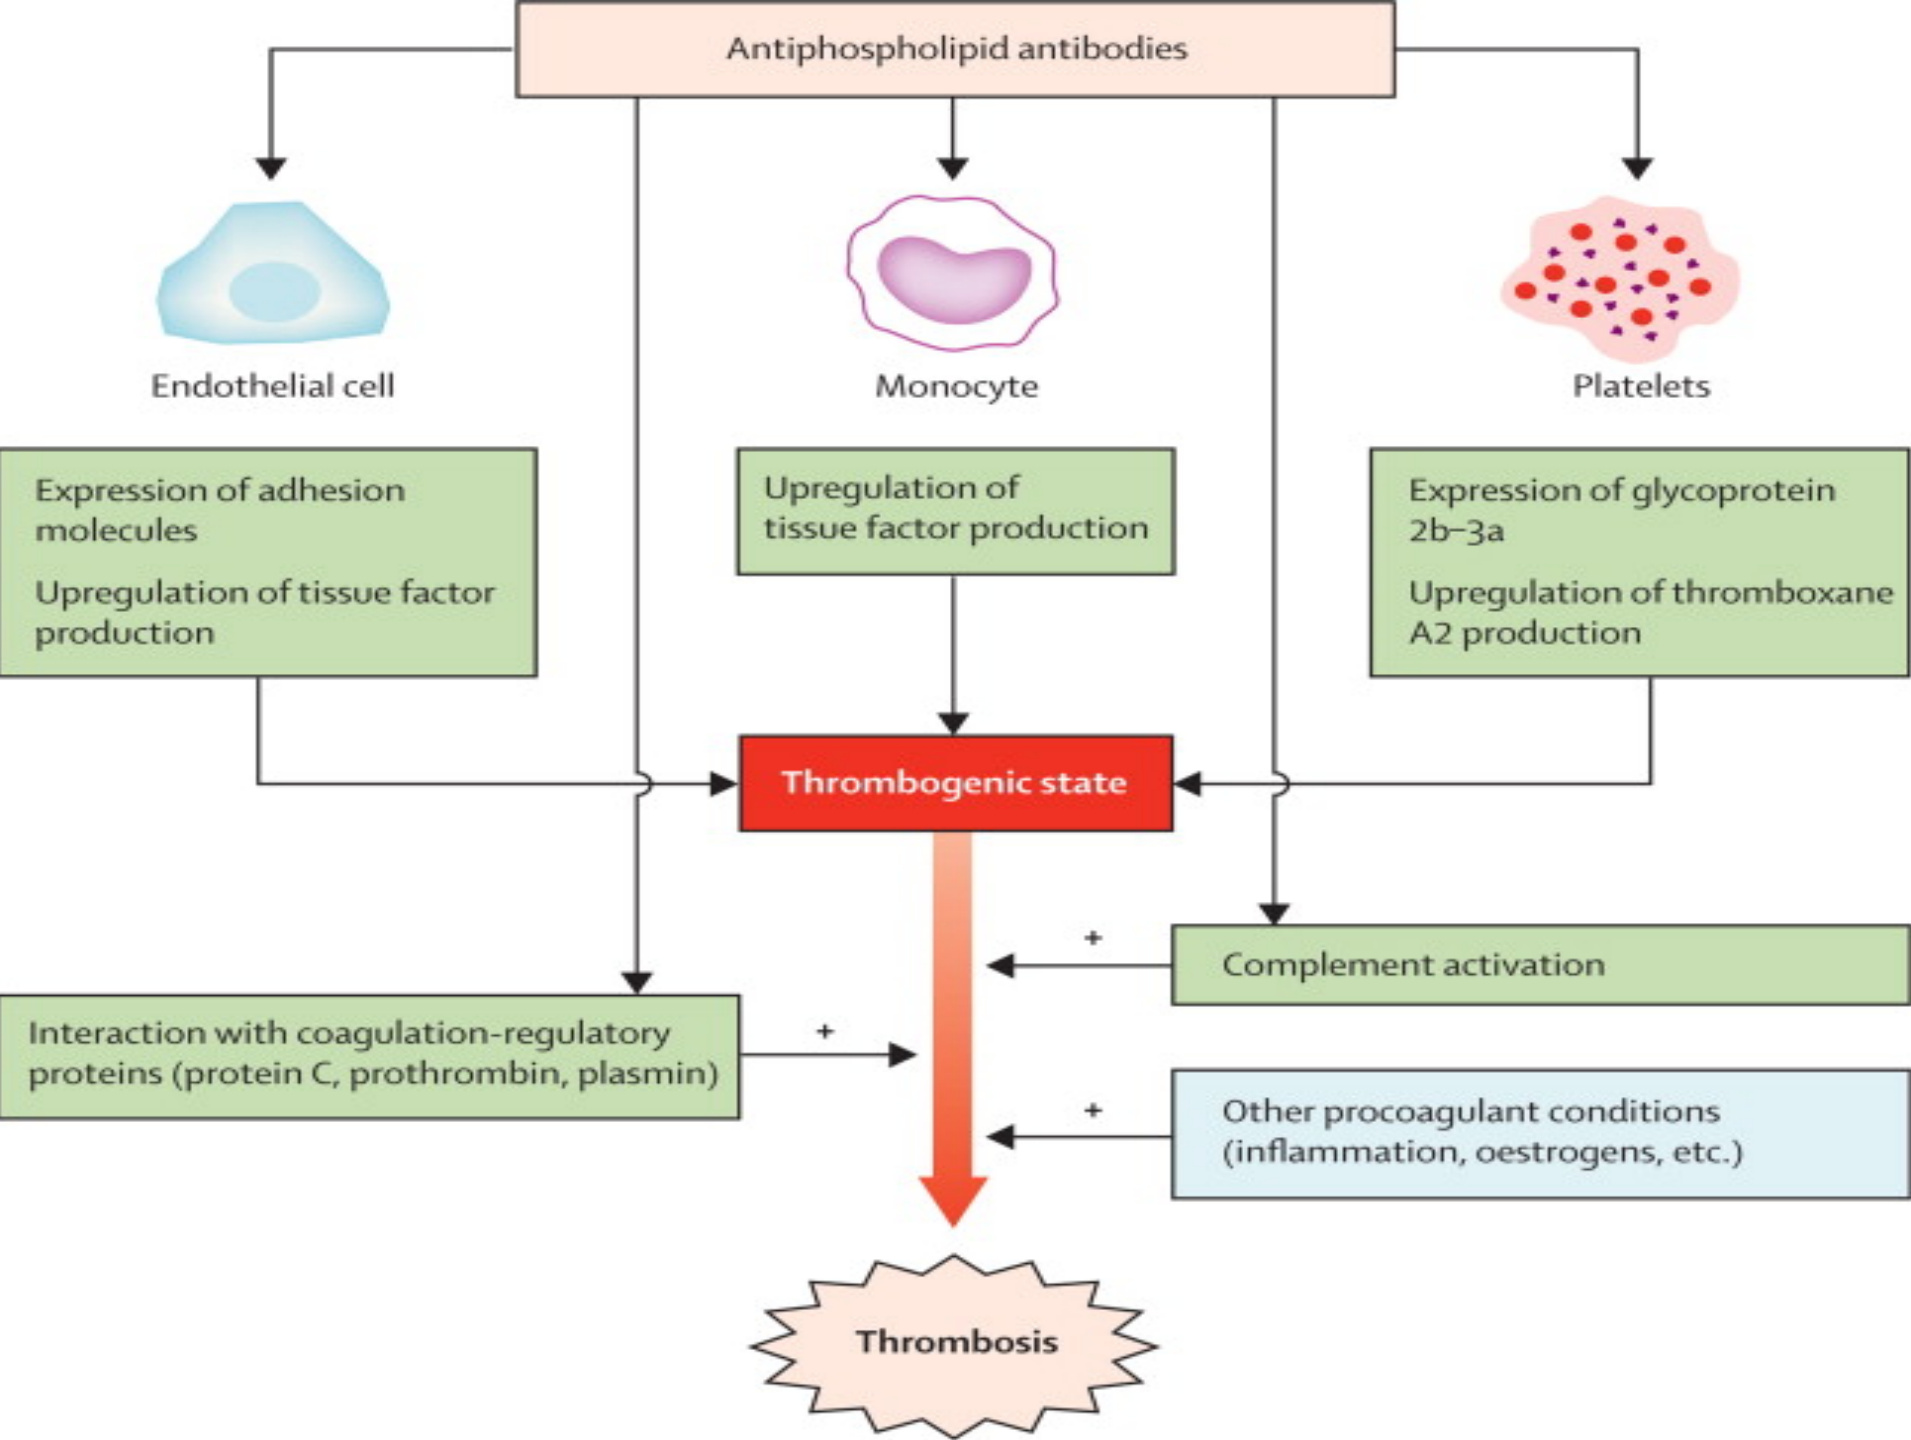 Antiphospholipid antibodies
Endothelial cell
Monocyte
Platelets
Expression of adhesion
molecules
Upregulation of tissue factor
production
Upregulation of
tissue factor production
Expression of glycoprotein
2b–3a
Upregulation of thromboxane
A2 production
Thrombogenic state
+
Complement activation
+
Interaction with coagulation-regulatory
proteins (protein C, prothrombin, plasmin)
+
Other procoagulant conditions
(inflammation, oestrogens, etc.)
Thrombosis